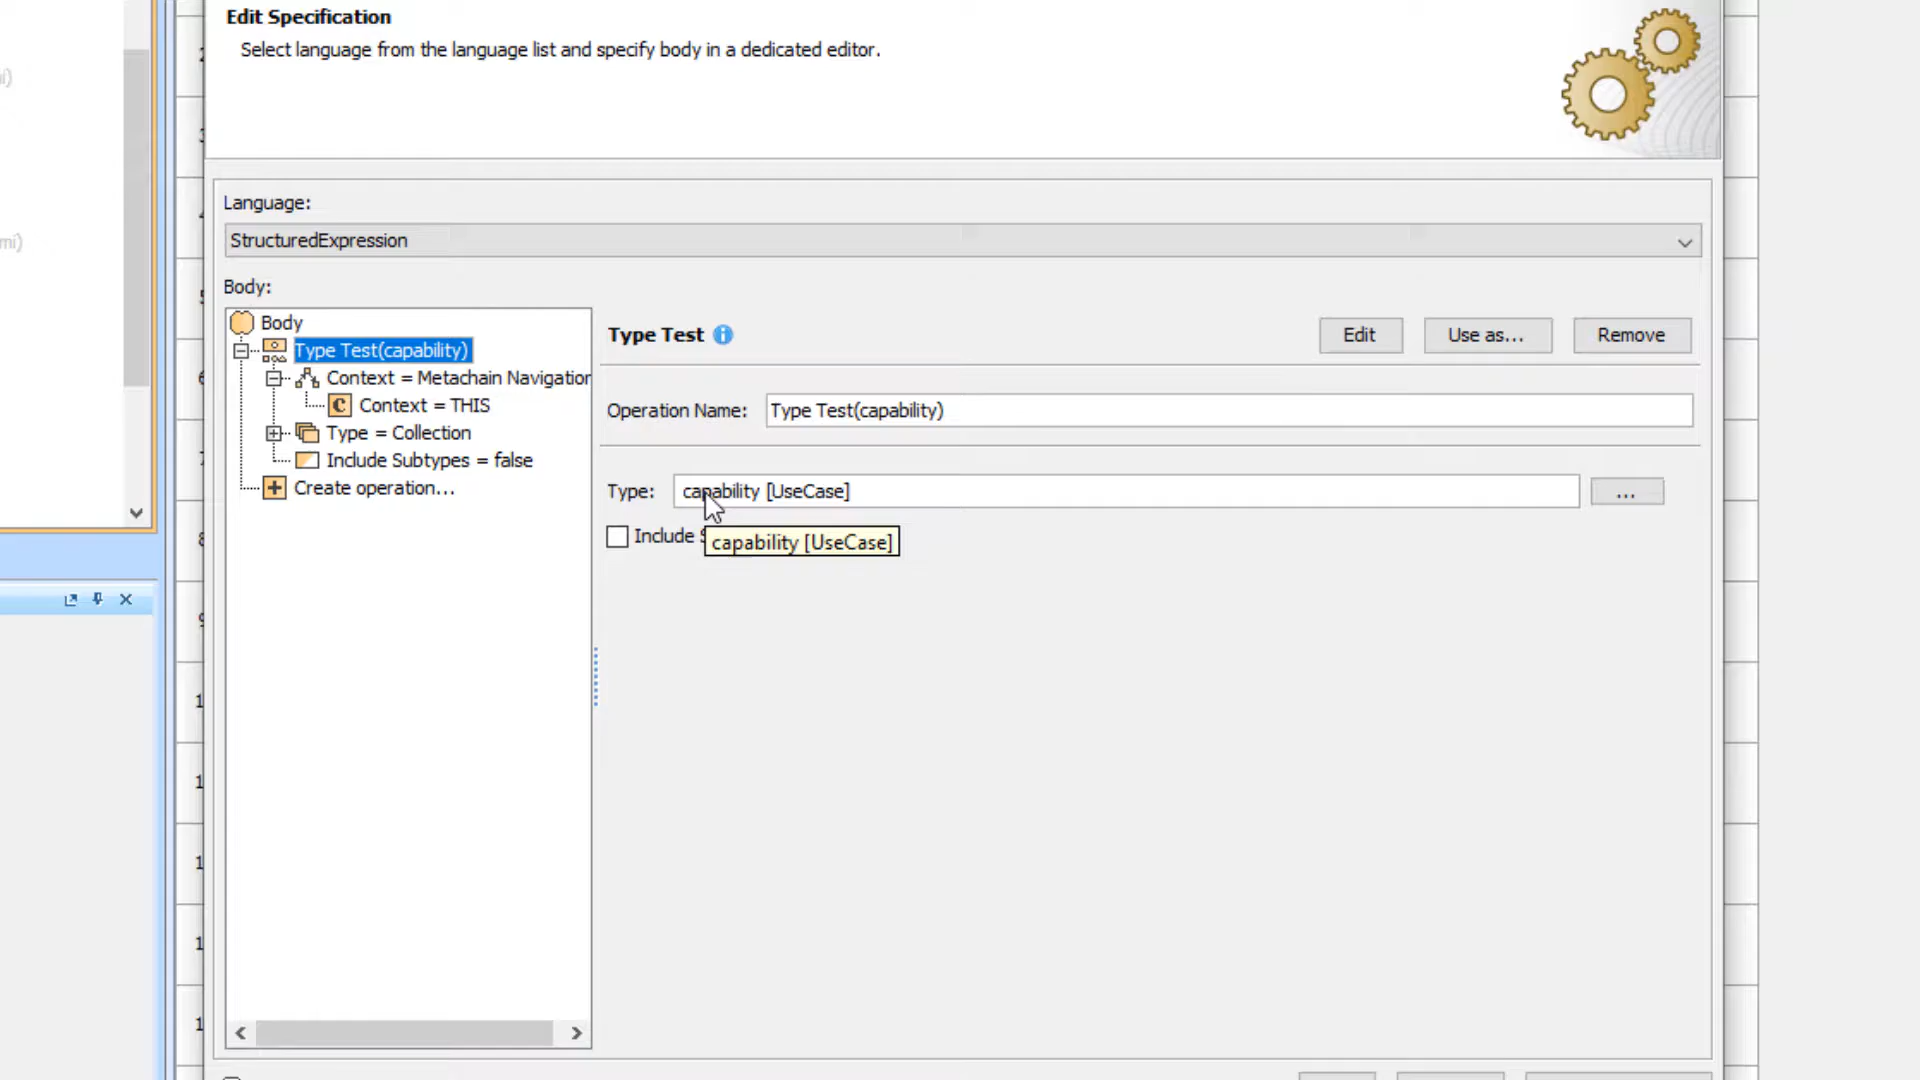 Edit Specification
Select language from the language list and specify body in a dedicated editor.
Language:
StructuredExpression
Body:
Body
Type Test(capability)
Context = Metachain Navigation
Context = THIS
Type = Collection
Include Subtypes = false
Create operation...
Type Test
Edit
Use as...
Remove
Operation Name:
Type Test(capability)
Type:
capability [UseCase]
...
Include
capability [UseCase]
mi)